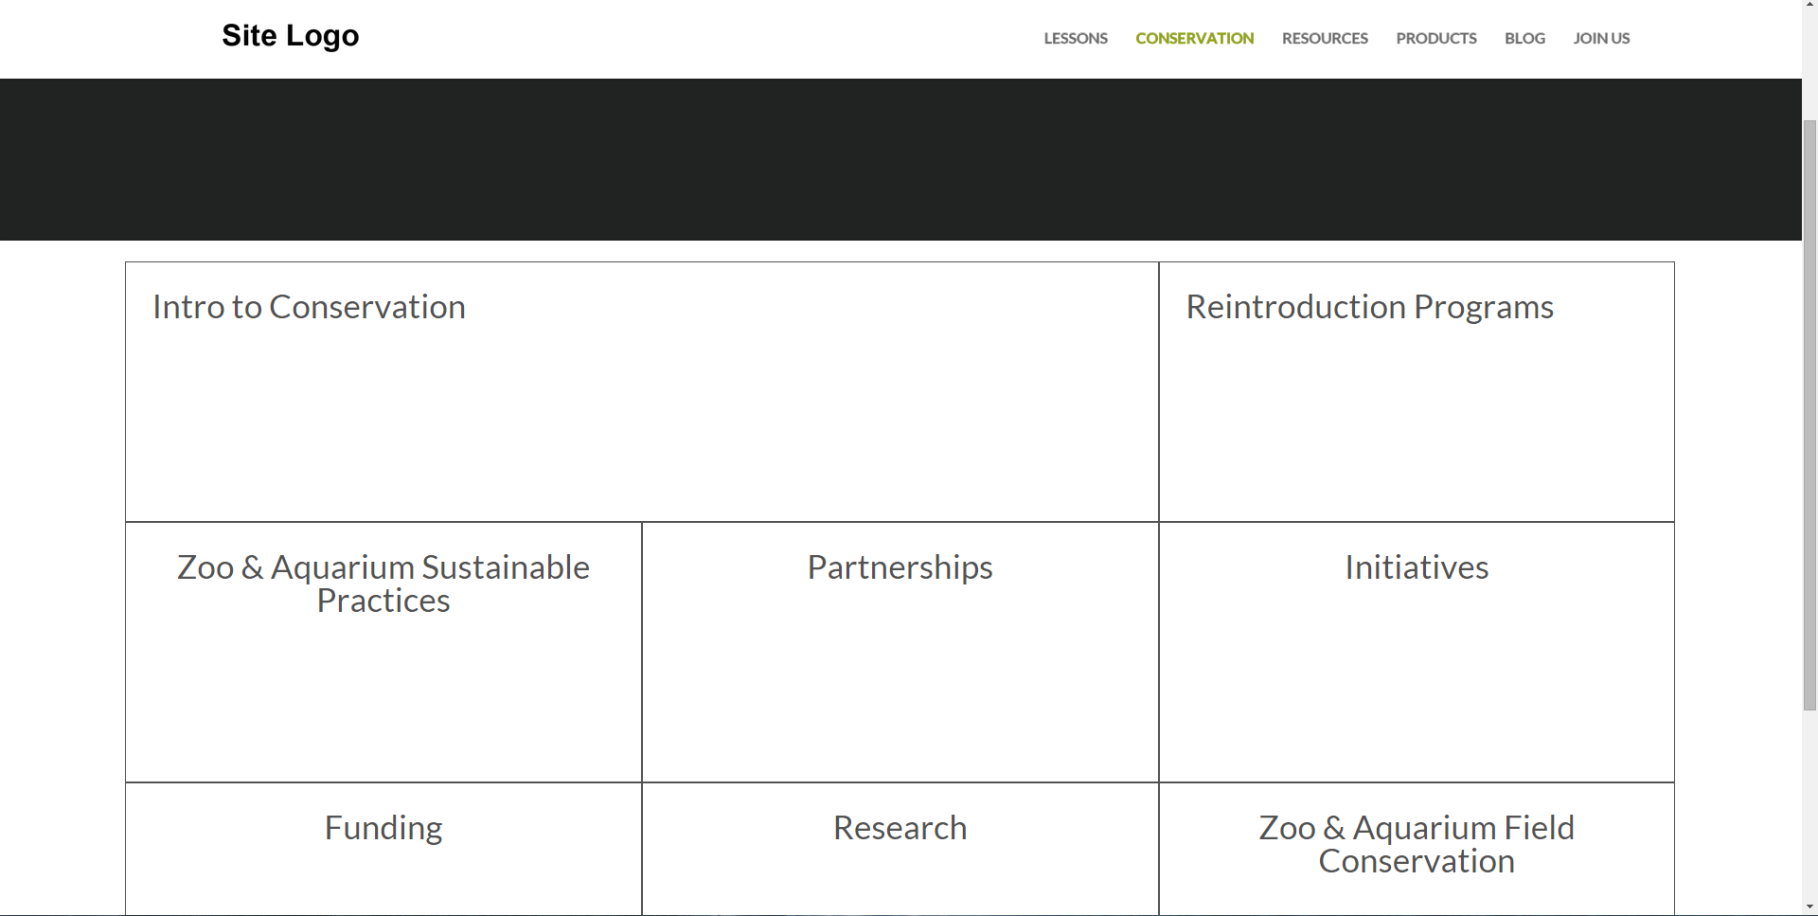 Site Logo
LESSONS CONSERVATION RESOURCES PRODUCTS BLOG JOIN US
Intro to Conservation
Reintroduction Programs
Zoo & Aquarium Sustainable
Practices
Partnerships
Initiatives
Funding
Research
Zoo & Aquarium Field
Conservation